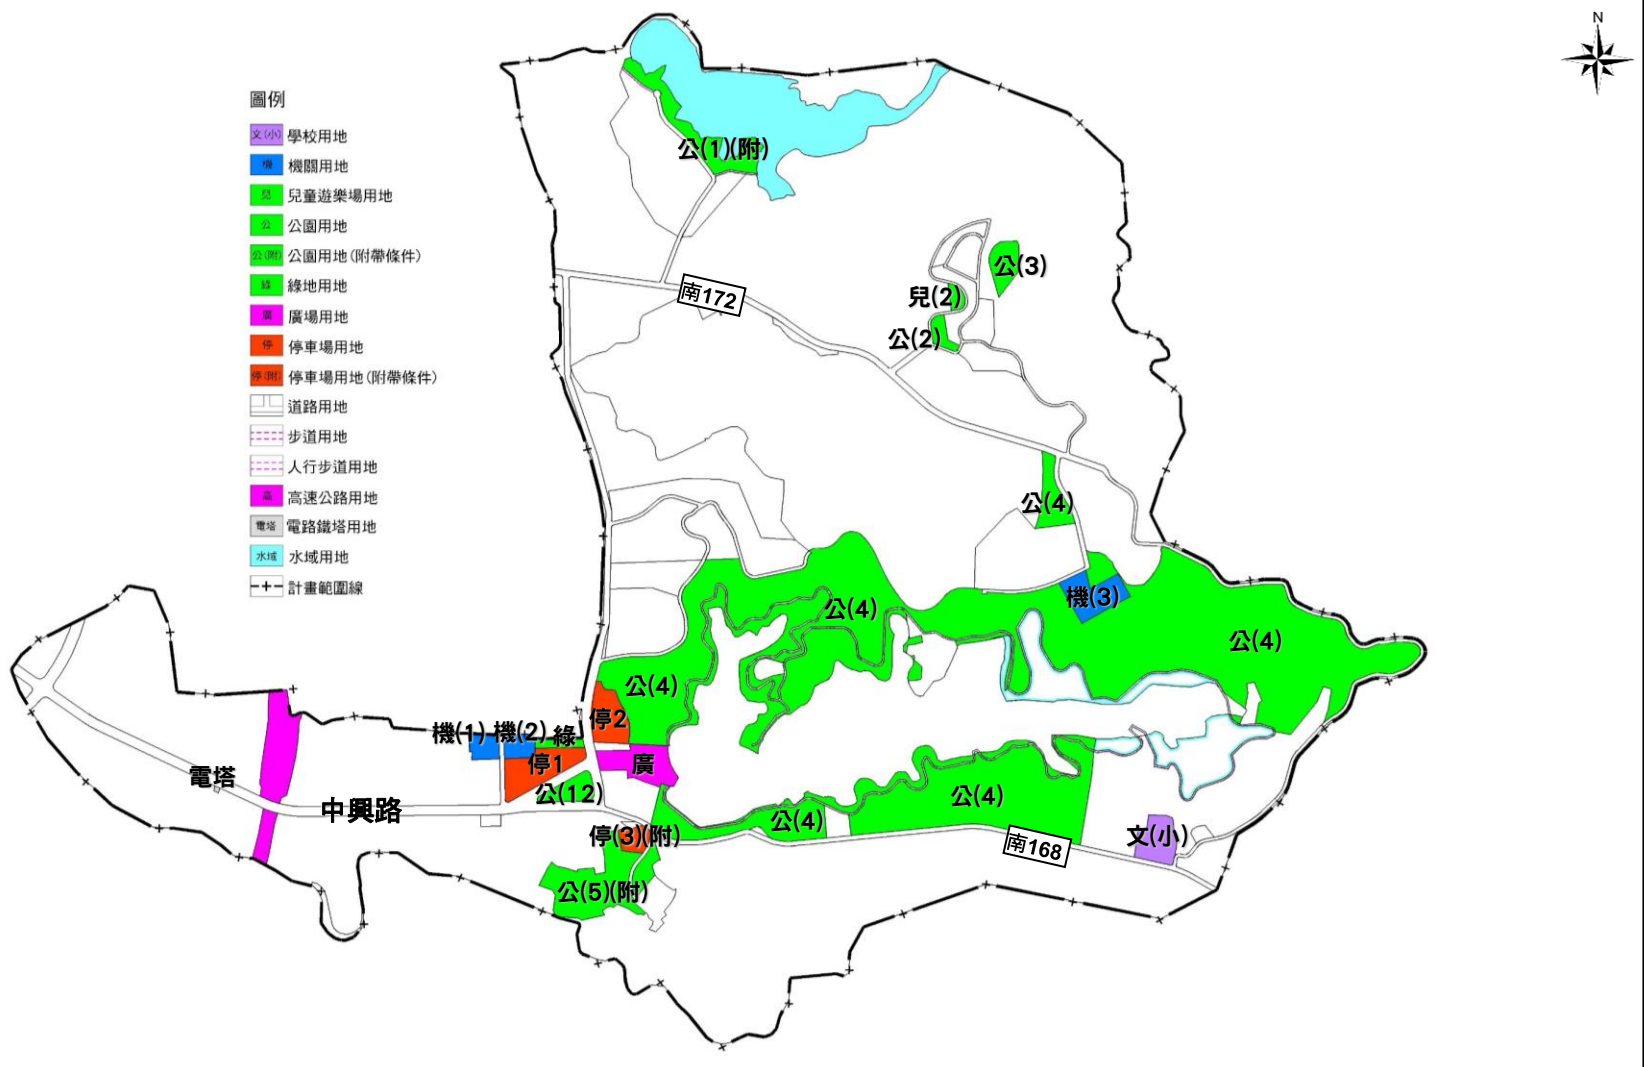 N
圖例
文(小) 學校用地
機 機關用地
兒 兒童遊樂場用地
公 公園用地
公(附) 公園用地(附帶條件)
綠 綠地用地
廣 廣場用地
停 停車場用地
停(附) 停車場用地(附帶條件)
道路用地
步道用地
人行步道用地
高 高速公路用地
電塔 電路鐵塔用地
水域 水域用地
計畫範圍線
公(1)(附)
公(3)
南172
兒(2)
公(2)
公(4)
機(3)
公(4)
公(4)
公(4)
停2
機(1)
機(2)
綠
停1
廣
電塔
公(12)
公(4)
中興路
公(4)
停(3)(附)
文(小)
南168
公(5)(附)